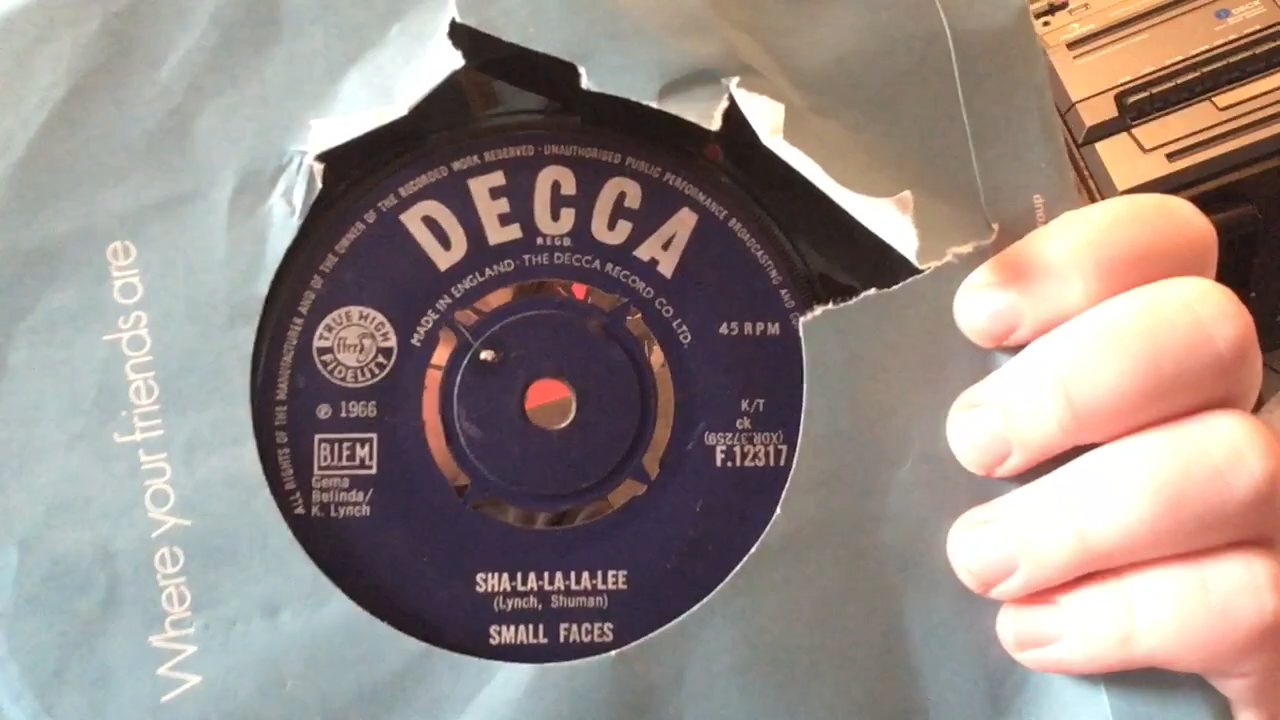 ALL RIGHTS OF THE MANUFACTURER AND OF THE OWNER OF THE RECORDED WORK RESERVED · UNAUTHORISED PUBLIC PERFORMANCE BROADCASTING AND
DECCA
REGD.
MADE IN ENGLAND · THE DECCA RECORD CO LTD.
TRUE HIGH
ffrr
FIDELITY
45 RPM
℗ 1966
K/T
ck
(XDR.37259)
F.12317
B.I.E.M.
Gema
Belinda/
K. Lynch
SHA-LA-LA-LA-LEE
(Lynch, Shuman)
SMALL FACES
Where your friends are
DECCA